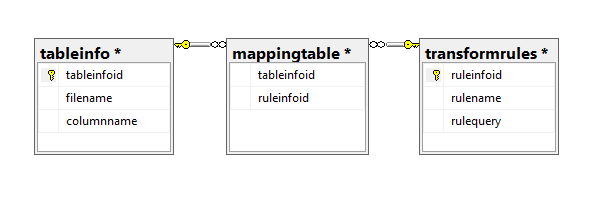 tableinfo *
tableinfoid
filename
columnname
mappingtable *
tableinfoid
ruleinfoid
transformrules *
ruleinfoid
rulename
rulequery